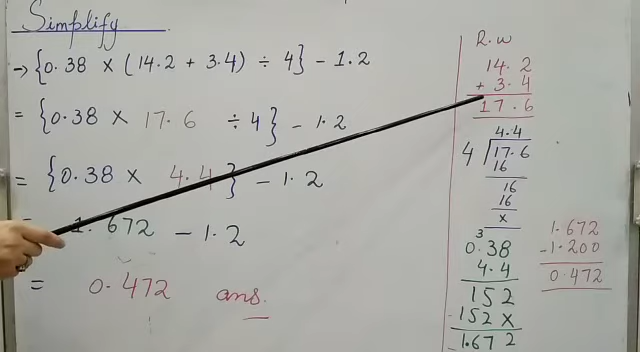 Simplify
→ {0.38 × (14.2 + 3.4) ÷ 4} - 1.2
= {0.38 × 17.6 ÷ 4} - 1.2
= {0.38 × 4.4} - 1.2
= 1.672 - 1.2
= 0.472 ans.
R.w
14.2
+ 3.4
17.6
4.4
4 √17.6
16
16
16
×
3
0.38
4.4
152
152×
1.672
1.672
-1.200
0.472